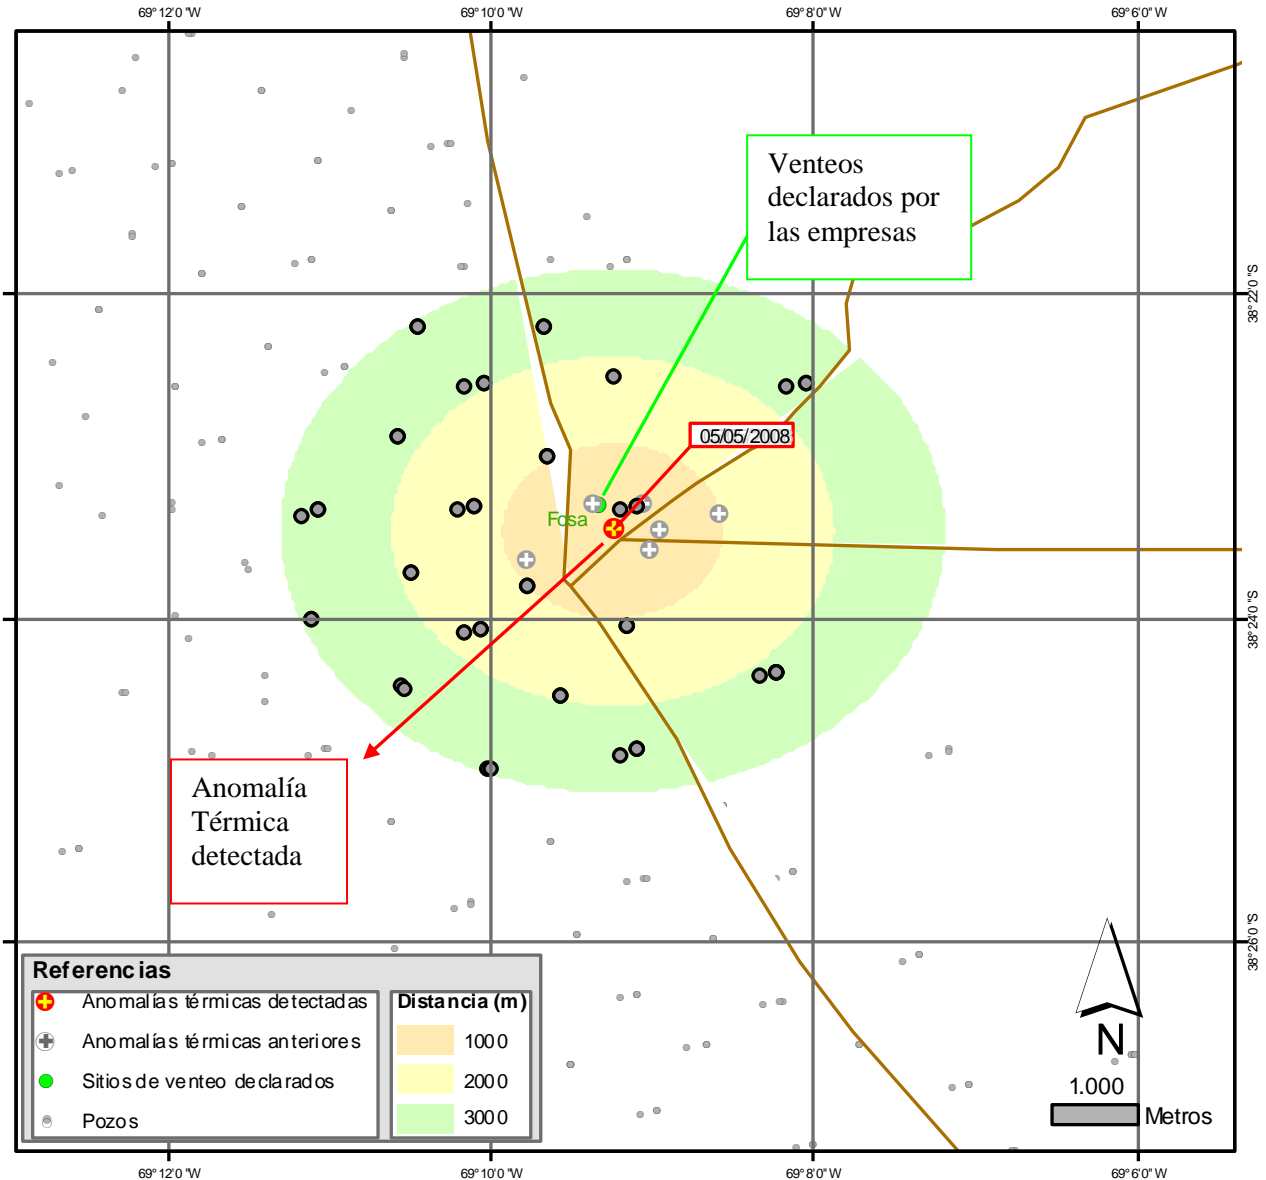 69°12'0"W
69°10'0"W
69°8'0"W
69°6'0"W
Venteos
declarados por
las empresas
38°22'0"S
05/05/2008
Fosa
38°24'0"S
Anomalía
Térmica
detectada
38°26'0"S
Referencias
Anomalías térmicas detectadas
Anomalías térmicas anteriores
Sitios de venteo declarados
Pozos
Distancia (m)
1000
2000
3000
N
1.000
Metros
69°12'0"W
69°10'0"W
69°8'0"W
69°6'0"W